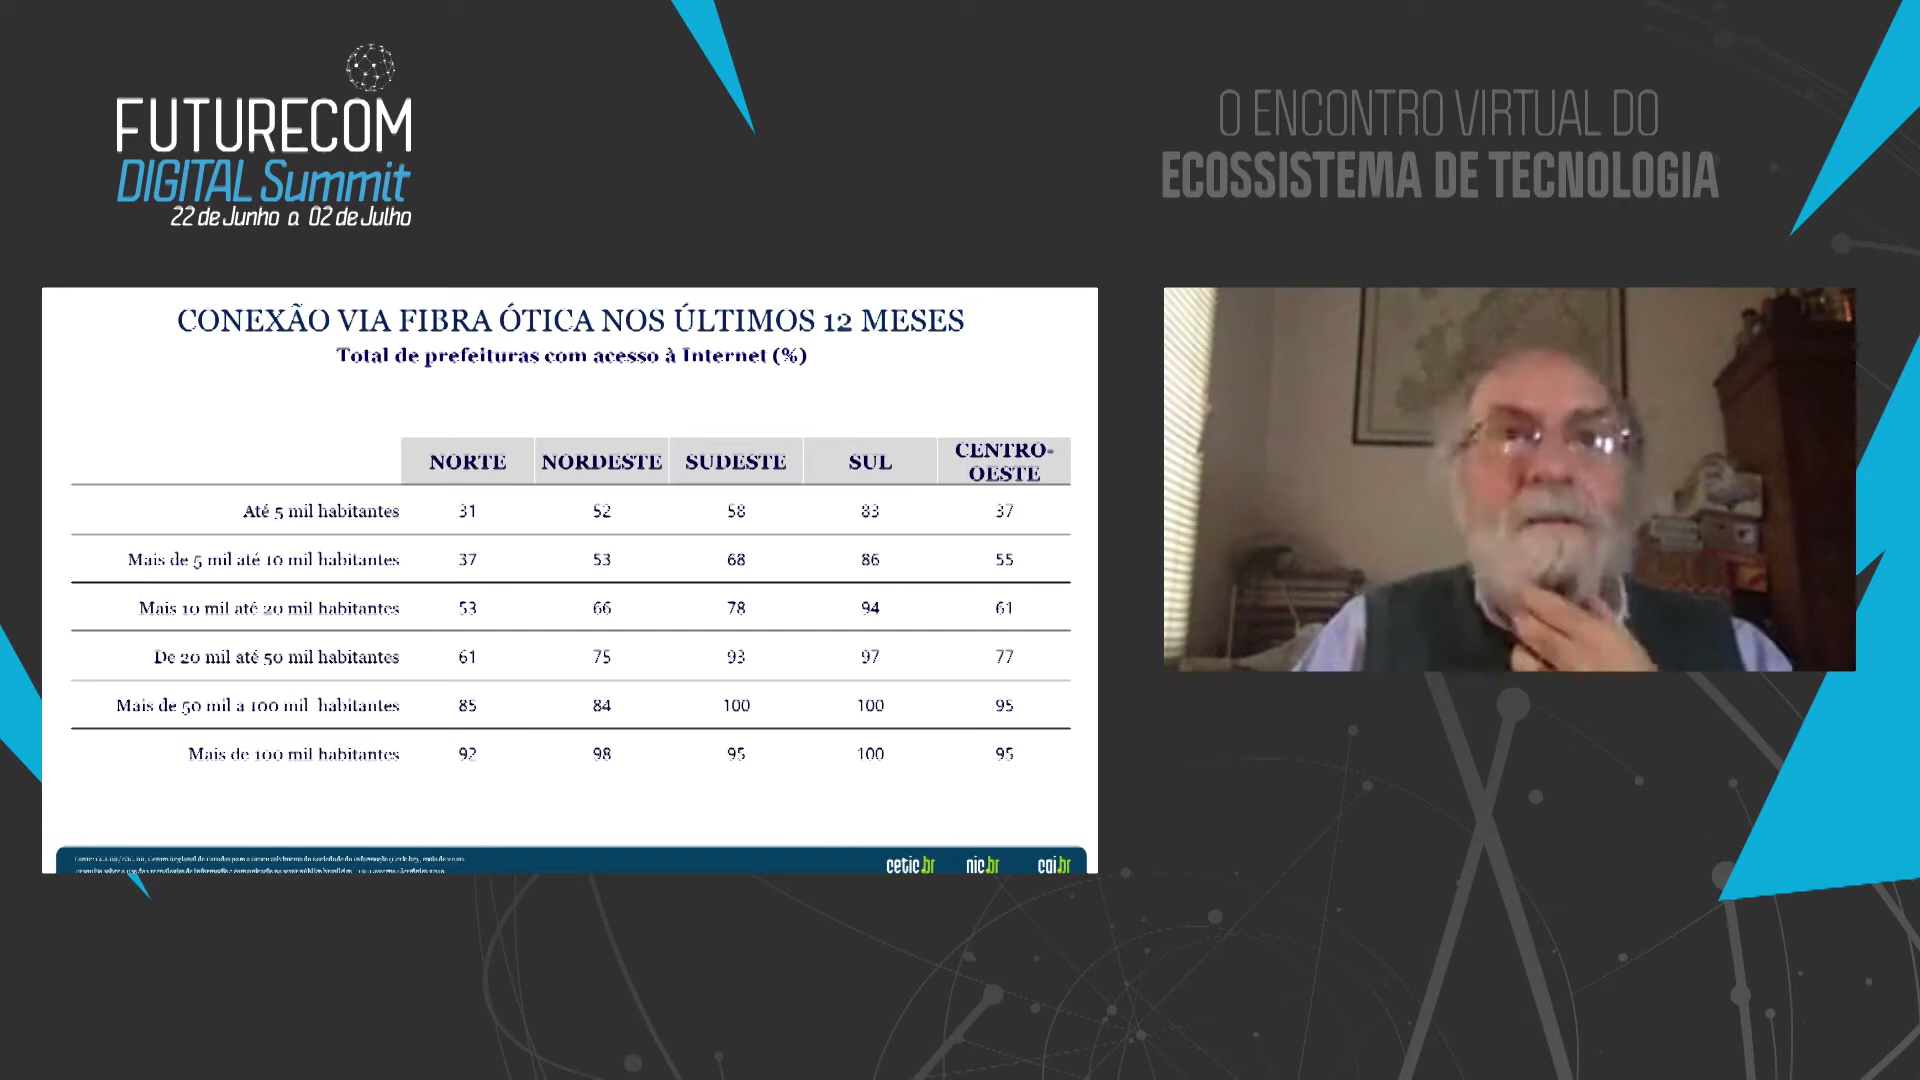 FUTURECOM
DIGITAL Summit
22 de Junho a 02 de Julho
O ENCONTRO VIRTUAL DO
ECOSSISTEMA DE TECNOLOGIA
CONEXÃO VIA FIBRA ÓTICA NOS ÚLTIMOS 12 MESES
Total de prefeituras com acesso à Internet (%)
NORTE NORDESTE SUDESTE SUL CENTRO-OESTE
Até 5 mil habitantes 31 52 58 83 37
Mais de 5 mil até 10 mil habitantes 37 53 68 86 55
Mais 10 mil até 20 mil habitantes 53 66 78 94 61
De 20 mil até 50 mil habitantes 61 75 93 97 77
Mais de 50 mil a 100 mil habitantes 85 84 100 100 95
Mais de 100 mil habitantes 92 98 95 100 95
cetic.br nic.br cgi.br